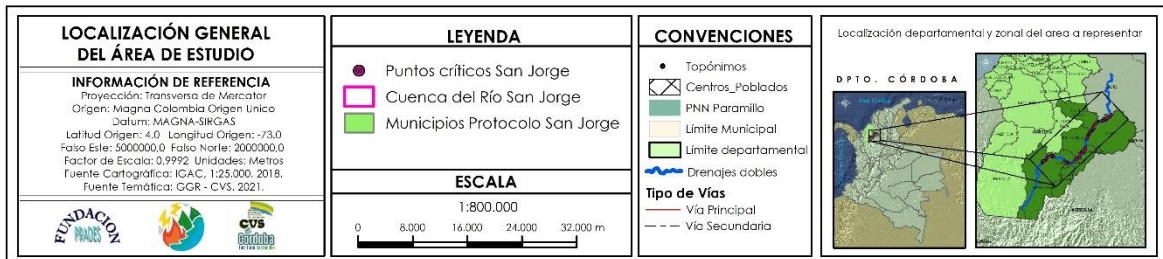 LOCALIZACIÓN GENERAL
DEL ÁREA DE ESTUDIO
INFORMACIÓN DE REFERENCIA
Proyección: Transversa de Mercator
Origen: Magna Colombia Origen Unico
Datum: MAGNA-SIRGAS
Latitud Origen: 4.0 Longitud Origen: -73.0
Falso Este: 5000000,0 Falso Norte: 2000000,0
Factor de Escala: 0,9992 Unidades: Metros
Fuente Cartográfica: IGAC, 1:25.000. 2018.
Fuente Temática: GGR - CVS. 2021.
FUNDACION
PRADES
CVS
Córdoba
LEYENDA
Puntos críticos San Jorge
Cuenca del Río San Jorge
Municipios Protocolo San Jorge
ESCALA
1:800.000
0 8.000 16.000 24.000 32.000 m
CONVENCIONES
Topónimos
Centros_Poblados
PNN Paramillo
Límite Municipal
Límite departamental
Drenajes dobles
Tipo de Vías
Vía Principal
Vía Secundaria
Localización departamental y zonal del area a representar
DPTO. CÓRDOBA